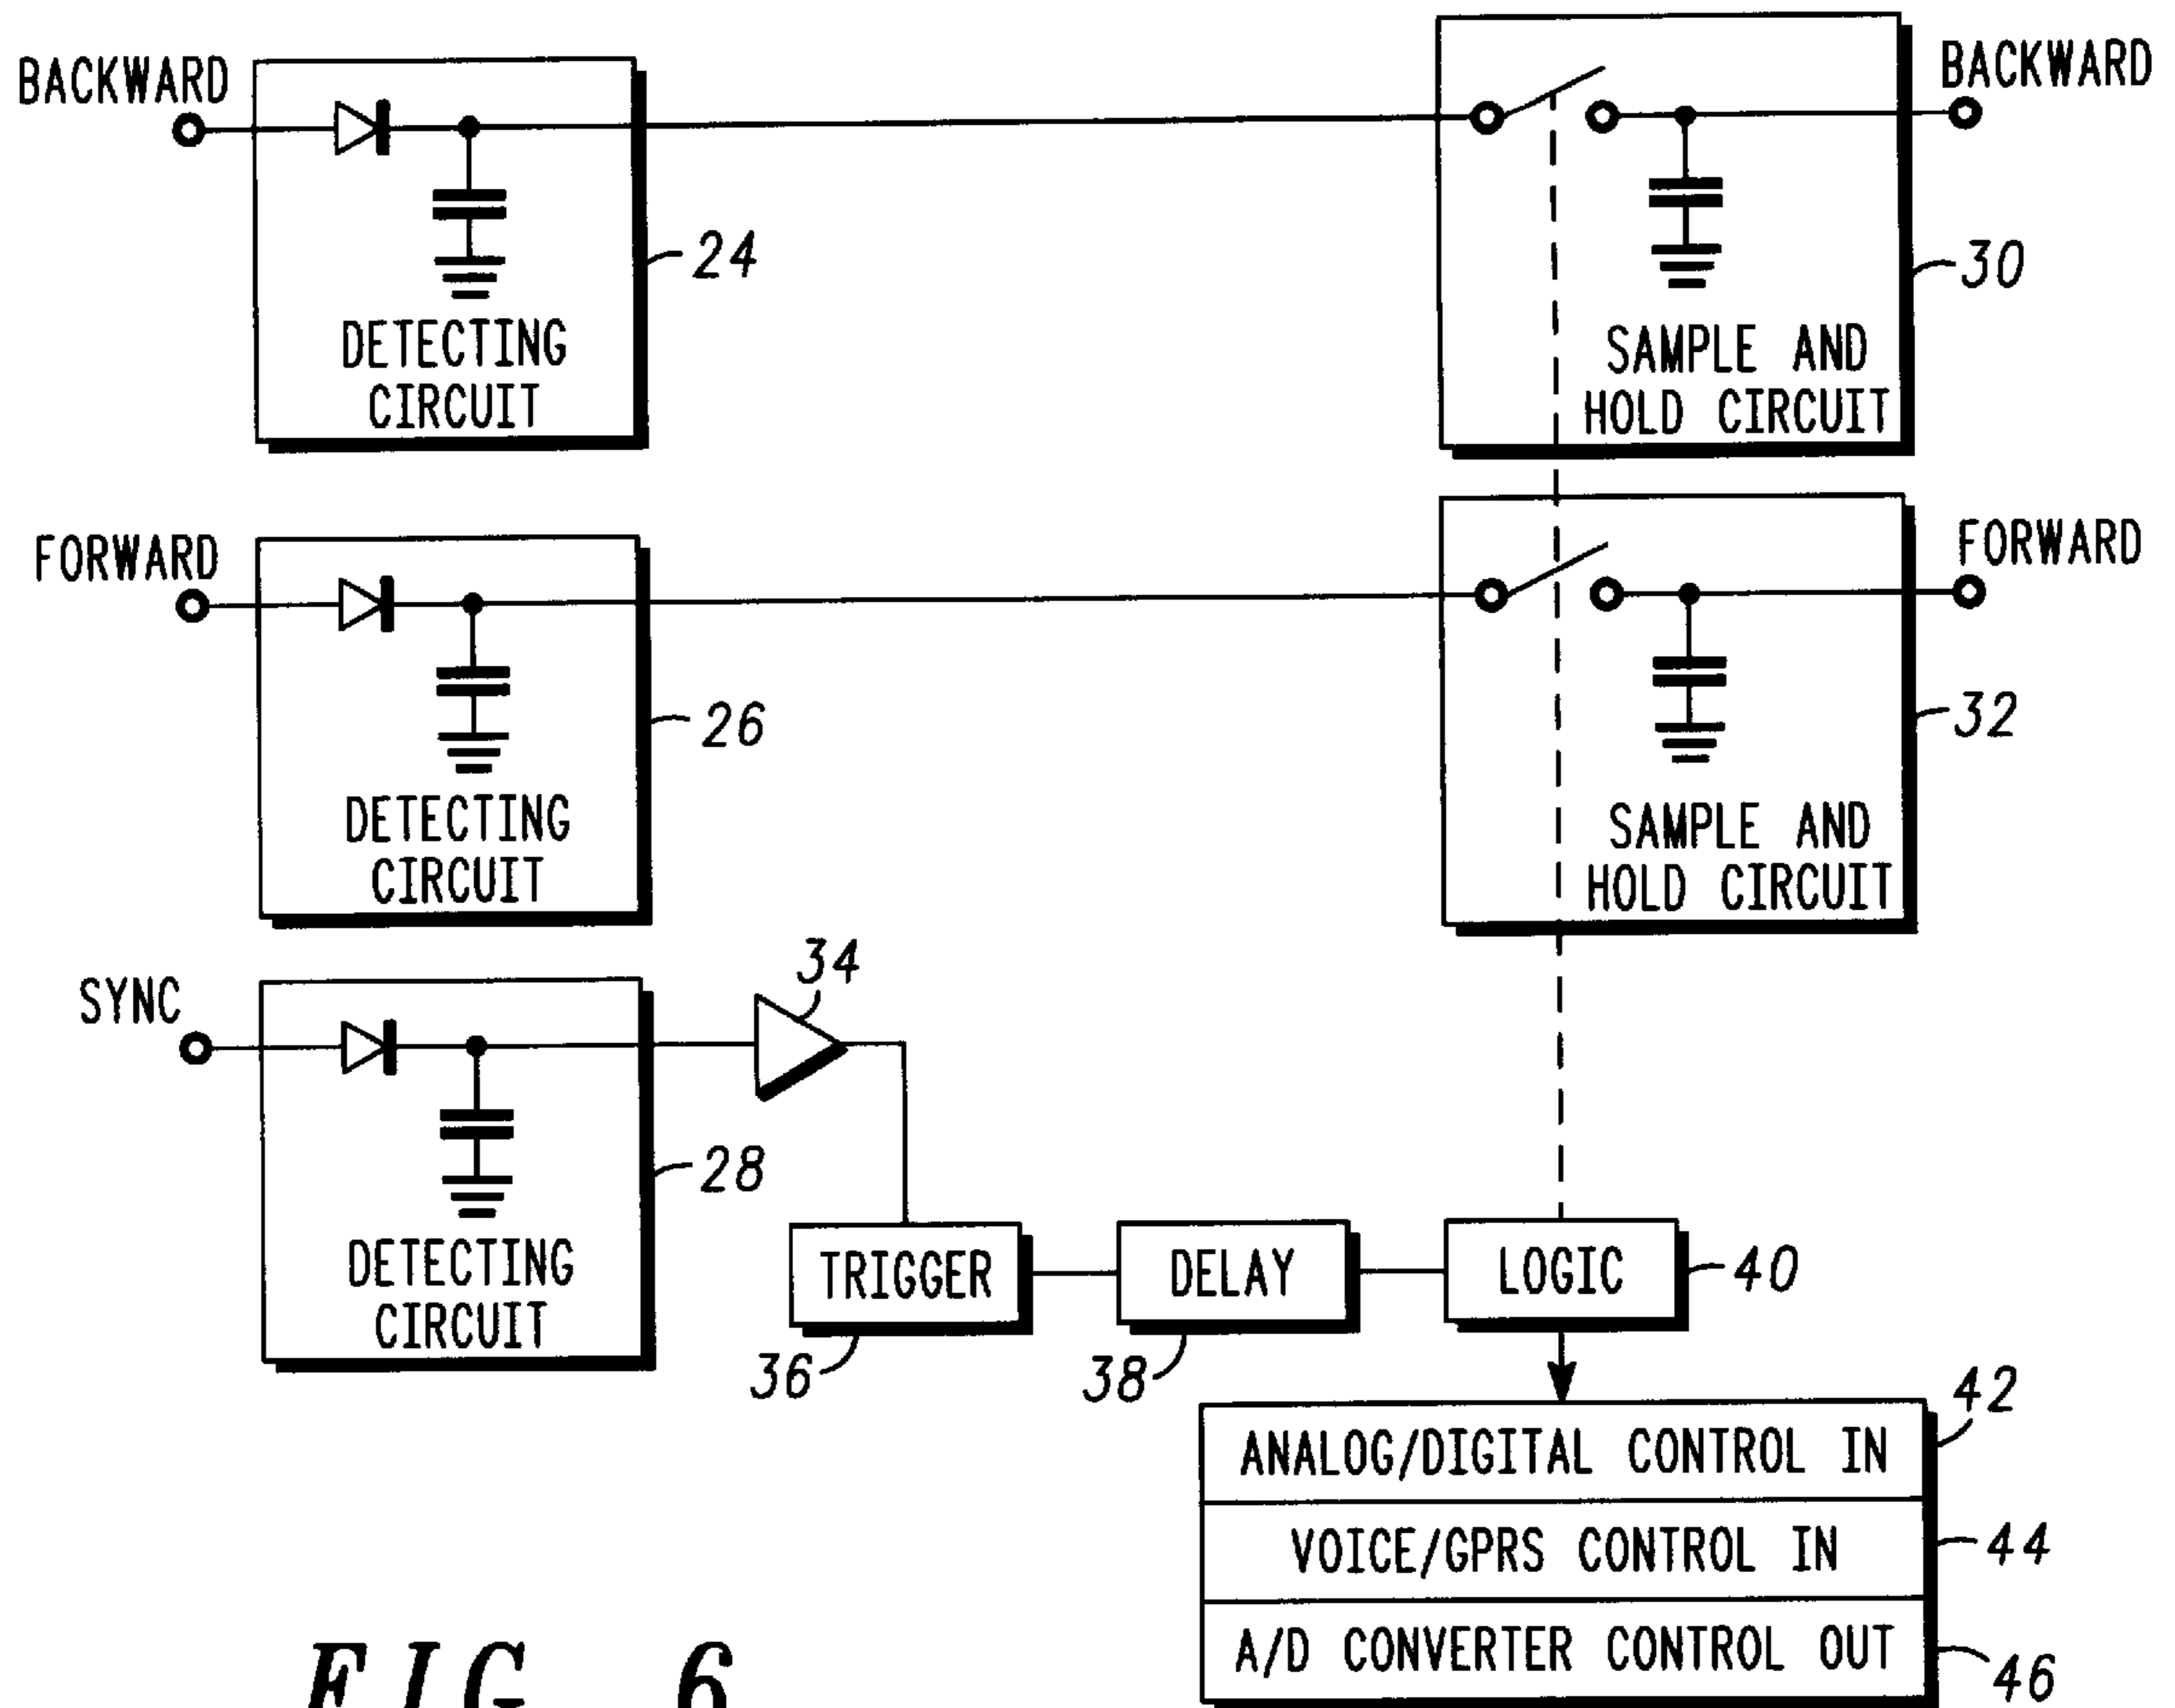 BACKWARD
BACKWARD
24
30
DETECTING
CIRCUIT
SAMPLE AND
HOLD CIRCUIT
FORWARD
FORWARD
26
32
DETECTING
CIRCUIT
SAMPLE AND
HOLD CIRCUIT
SYNC
34
28
DETECTING
CIRCUIT
TRIGGER
DELAY
LOGIC
40
36
38
42
ANALOG/DIGITAL CONTROL IN
VOICE/GPRS CONTROL IN
44
A/D CONVERTER CONTROL OUT
46
FIG. 6